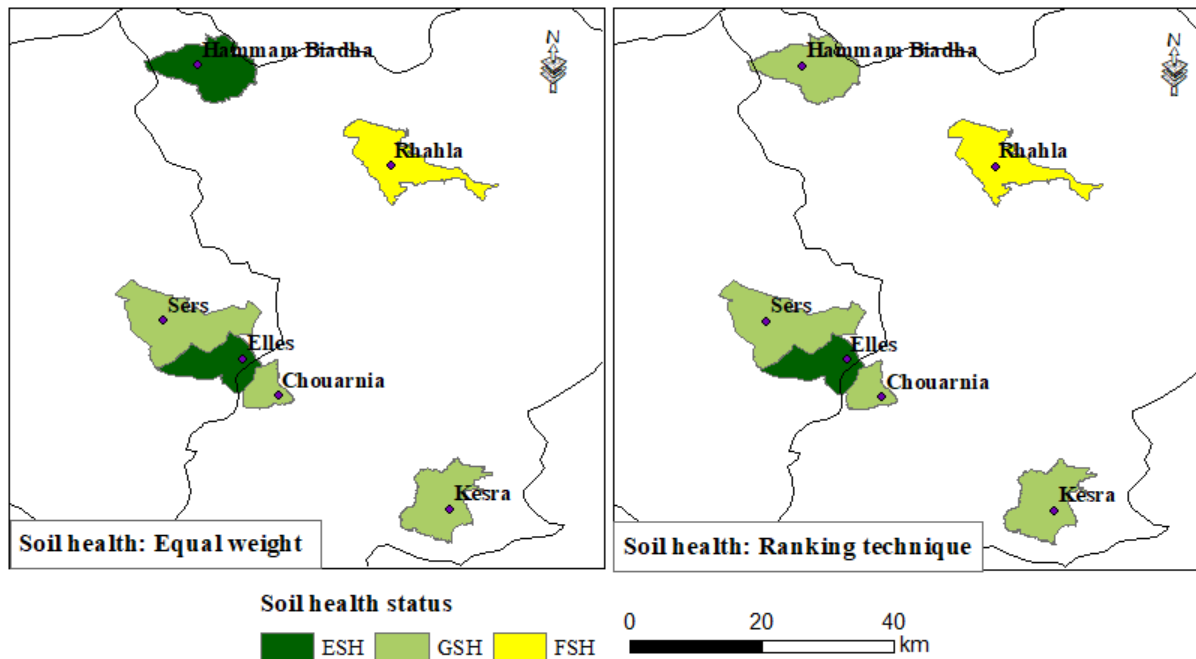 N
Hammam Biadha
Rhahla
Sers
Elles
Chouarnia
Kesra
Soil health: Equal weight
N
Hammam Biadha
Rhahla
Sers
Elles
Chouarnia
Kesra
Soil health: Ranking technique
Soil health status
ESH GSH FSH
0 20 40
km